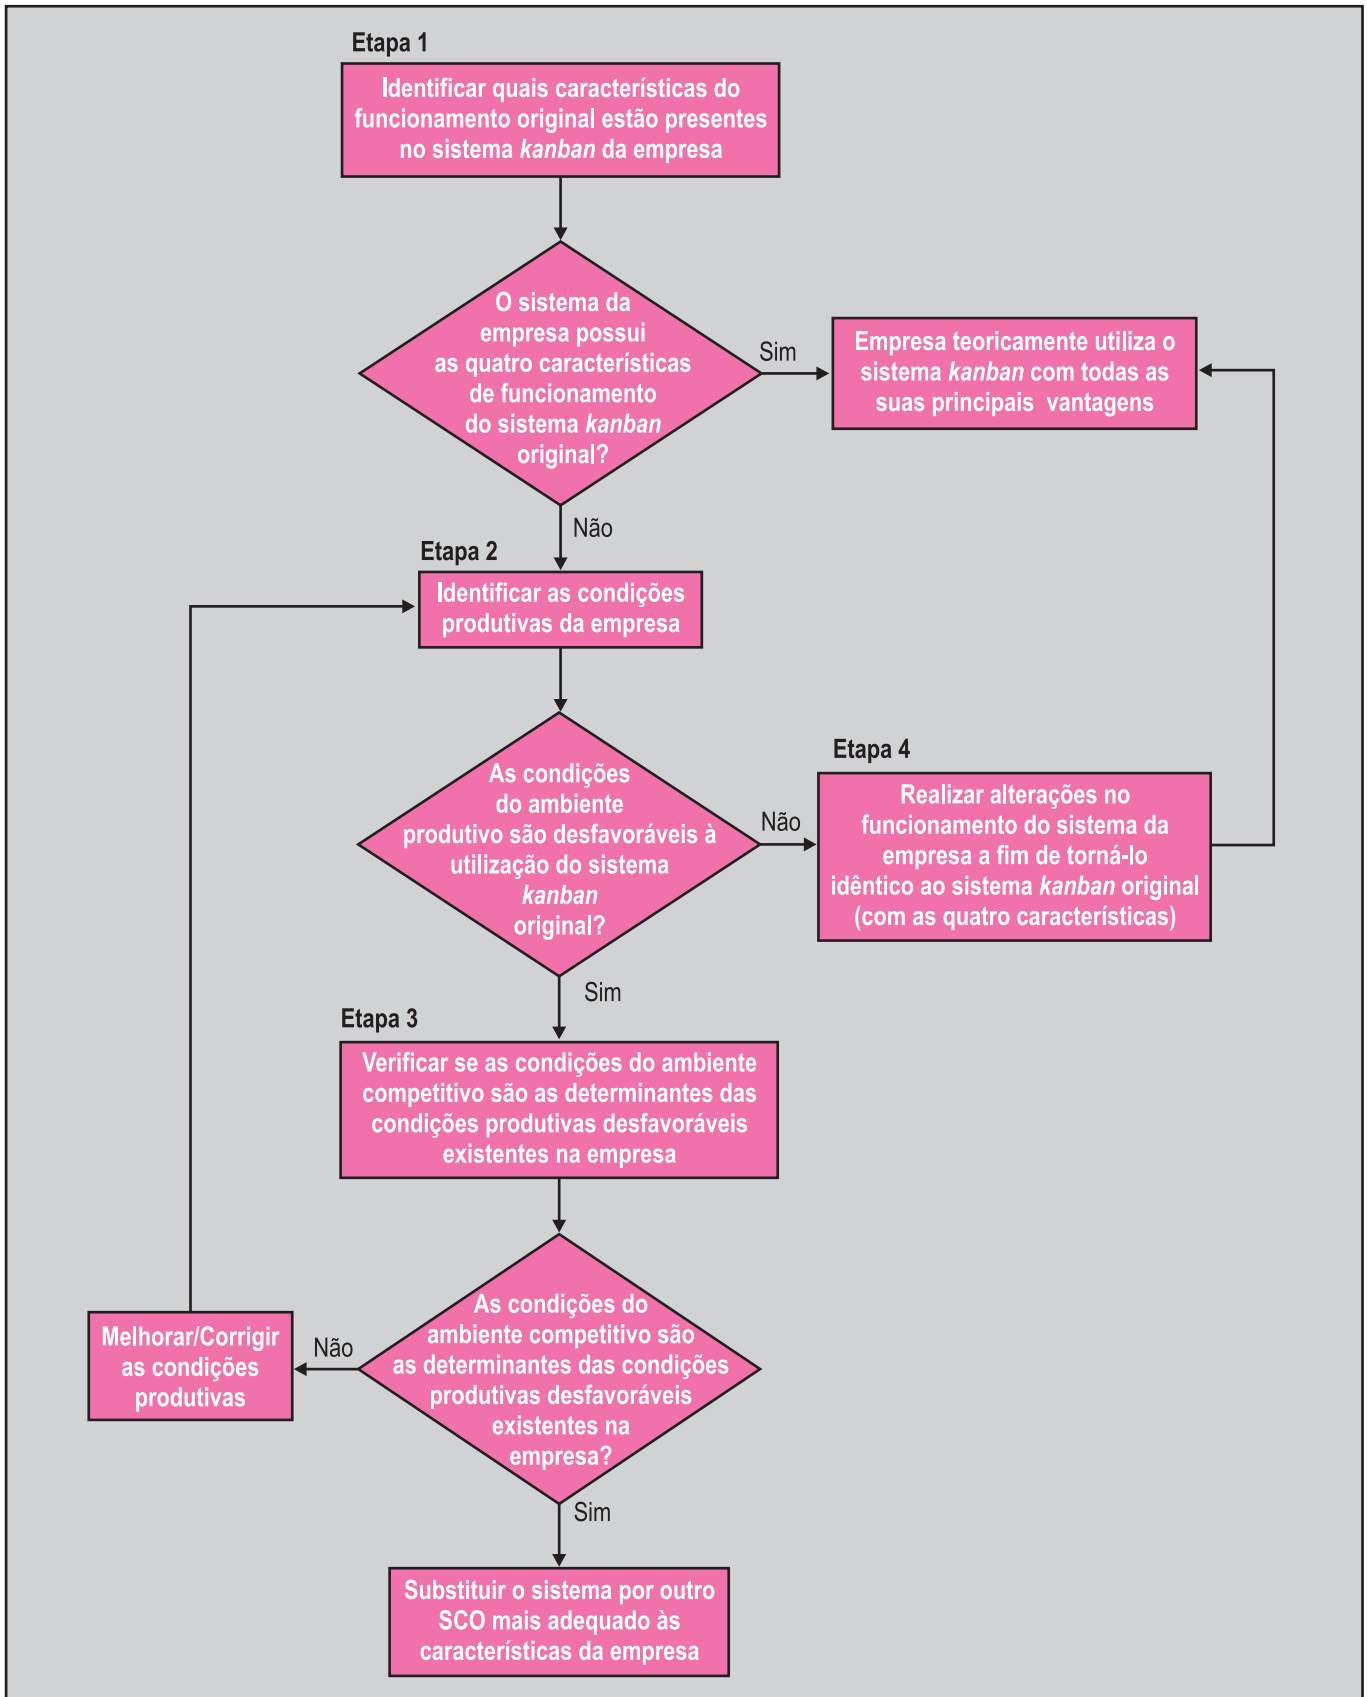 Etapa 1
Identificar quais características do
funcionamento original estão presentes
no sistema kanban da empresa
O sistema da
empresa possui
as quatro características
de funcionamento
do sistema kanban
original?
Sim
Empresa teoricamente utiliza o
sistema kanban com todas as
suas principais vantagens
Não
Etapa 2
Identificar as condições
produtivas da empresa
As condições
do ambiente
produtivo são desfavoráveis à
utilização do sistema
kanban
original?
Não
Etapa 4
Realizar alterações no
funcionamento do sistema da
empresa a fim de torná-lo
idêntico ao sistema kanban original
(com as quatro características)
Sim
Etapa 3
Verificar se as condições do ambiente
competitivo são as determinantes das
condições produtivas desfavoráveis
existentes na empresa
As condições do
ambiente competitivo são
as determinantes das condições
produtivas desfavoráveis
existentes na
empresa?
Não
Melhorar/Corrigir
as condições
produtivas
Sim
Substituir o sistema por outro
SCO mais adequado às
características da empresa